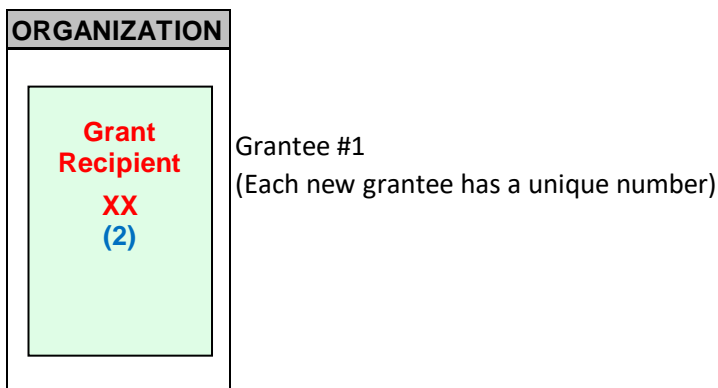 ORGANIZATION
Grant
Recipient
XX
(2)
Grantee #1
(Each new grantee has a unique number)